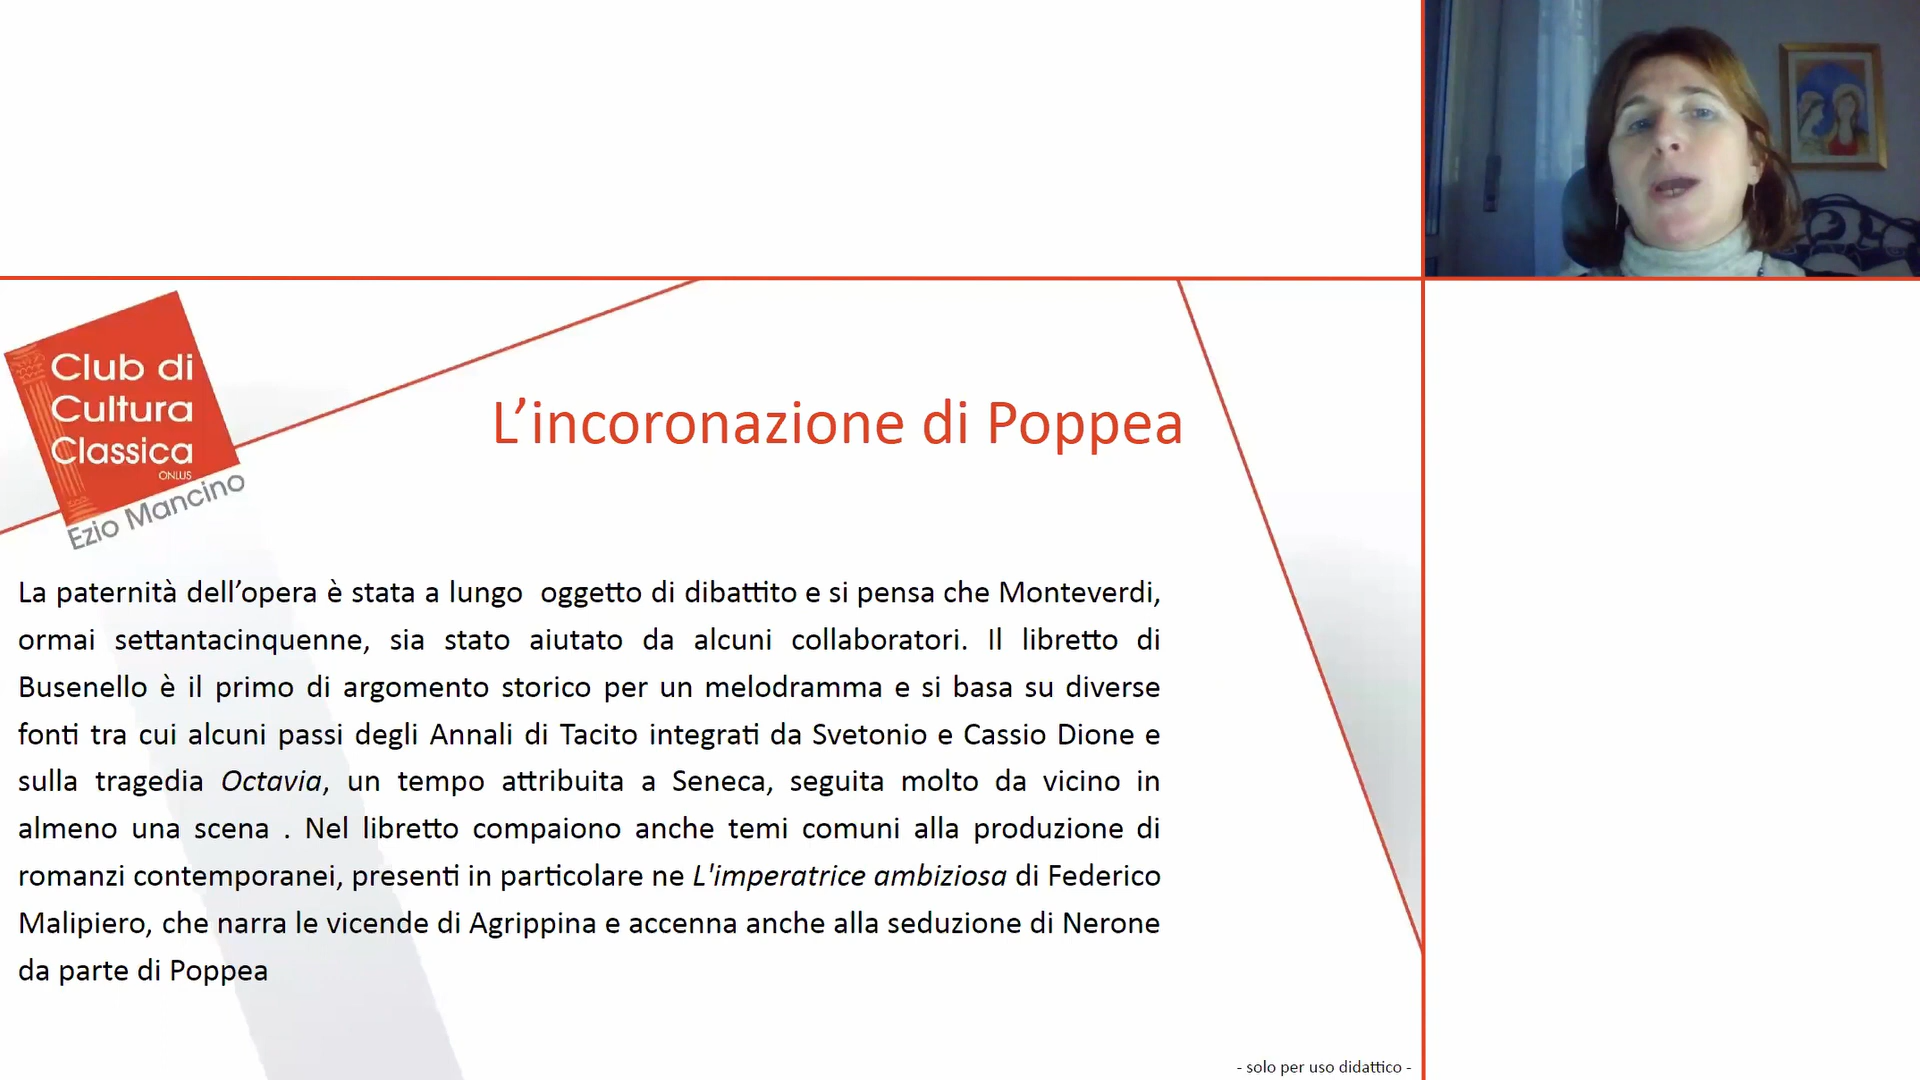 Club di
Cultura
Classica
ONLUS
Ezio Mancino
L’incoronazione di Poppea
La paternità dell’opera è stata a lungo  oggetto di dibattito e si pensa che Monteverdi,
ormai settantacinquenne, sia stato aiutato da alcuni collaboratori. Il libretto di
Busenello è il primo di argomento storico per un melodramma e si basa su diverse
fonti tra cui alcuni passi degli Annali di Tacito integrati da Svetonio e Cassio Dione e
sulla tragedia Octavia, un tempo attribuita a Seneca, seguita molto da vicino in
almeno una scena . Nel libretto compaiono anche temi comuni alla produzione di
romanzi contemporanei, presenti in particolare ne L'imperatrice ambiziosa di Federico
Malipiero, che narra le vicende di Agrippina e accenna anche alla seduzione di Nerone
da parte di Poppea
- solo per uso didattico -